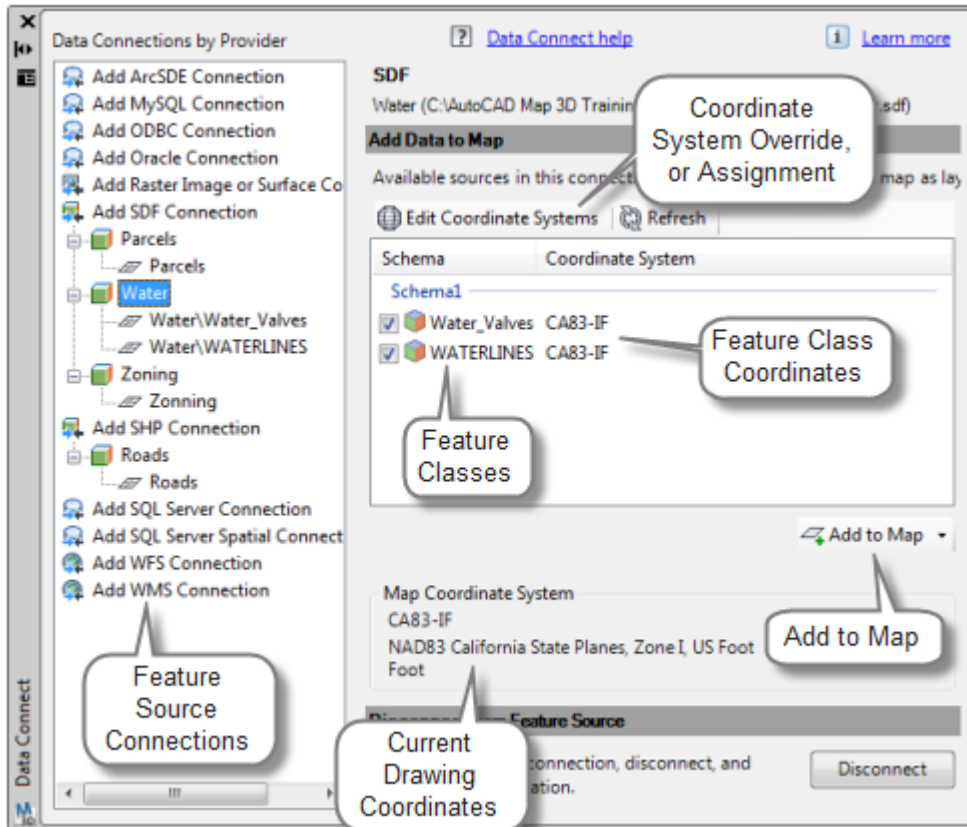 Data Connections by Provider
Data Connect help
Learn more
Add ArcSDE Connection
Add MySQL Connection
Add ODBC Connection
Add Oracle Connection
Add Raster Image or Surface Co
Add SDF Connection
Parcels
Parcels
Water
Water\Water_Valves
Water\WATERLINES
Zoning
Zonning
Add SHP Connection
Roads
Roads
Add SQL Server Connection
Add SQL Server Spatial Connect
Add WFS Connection
Add WMS Connection
Feature
Source
Connections
Data Connect
SDF
Water (C:\AutoCAD Map 3D Trainin .sdf)
Coordinate
System Override,
or Assignment
Add Data to Map
Available sources in this connecti map as lay
Edit Coordinate Systems Refresh
Schema Coordinate System
Schema1
Water_Valves CA83-IF
WATERLINES CA83-IF
Feature Class
Coordinates
Feature
Classes
Add to Map
Map Coordinate System
CA83-IF
NAD83 California State Planes, Zone I, US Foot
Foot
Add to Map
Feature Source
Current
Drawing
Coordinates
connection, disconnect, and
ation.
Disconnect